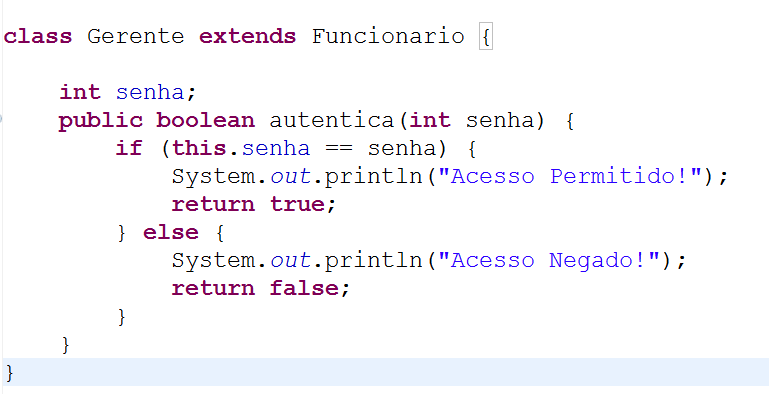 class Gerente extends Funcionario {
    int senha;
    public boolean autentica(int senha) {
        if (this.senha == senha) {
            System.out.println("Acesso Permitido!");
            return true;
        } else {
            System.out.println("Acesso Negado!");
            return false;
        }
    }
}